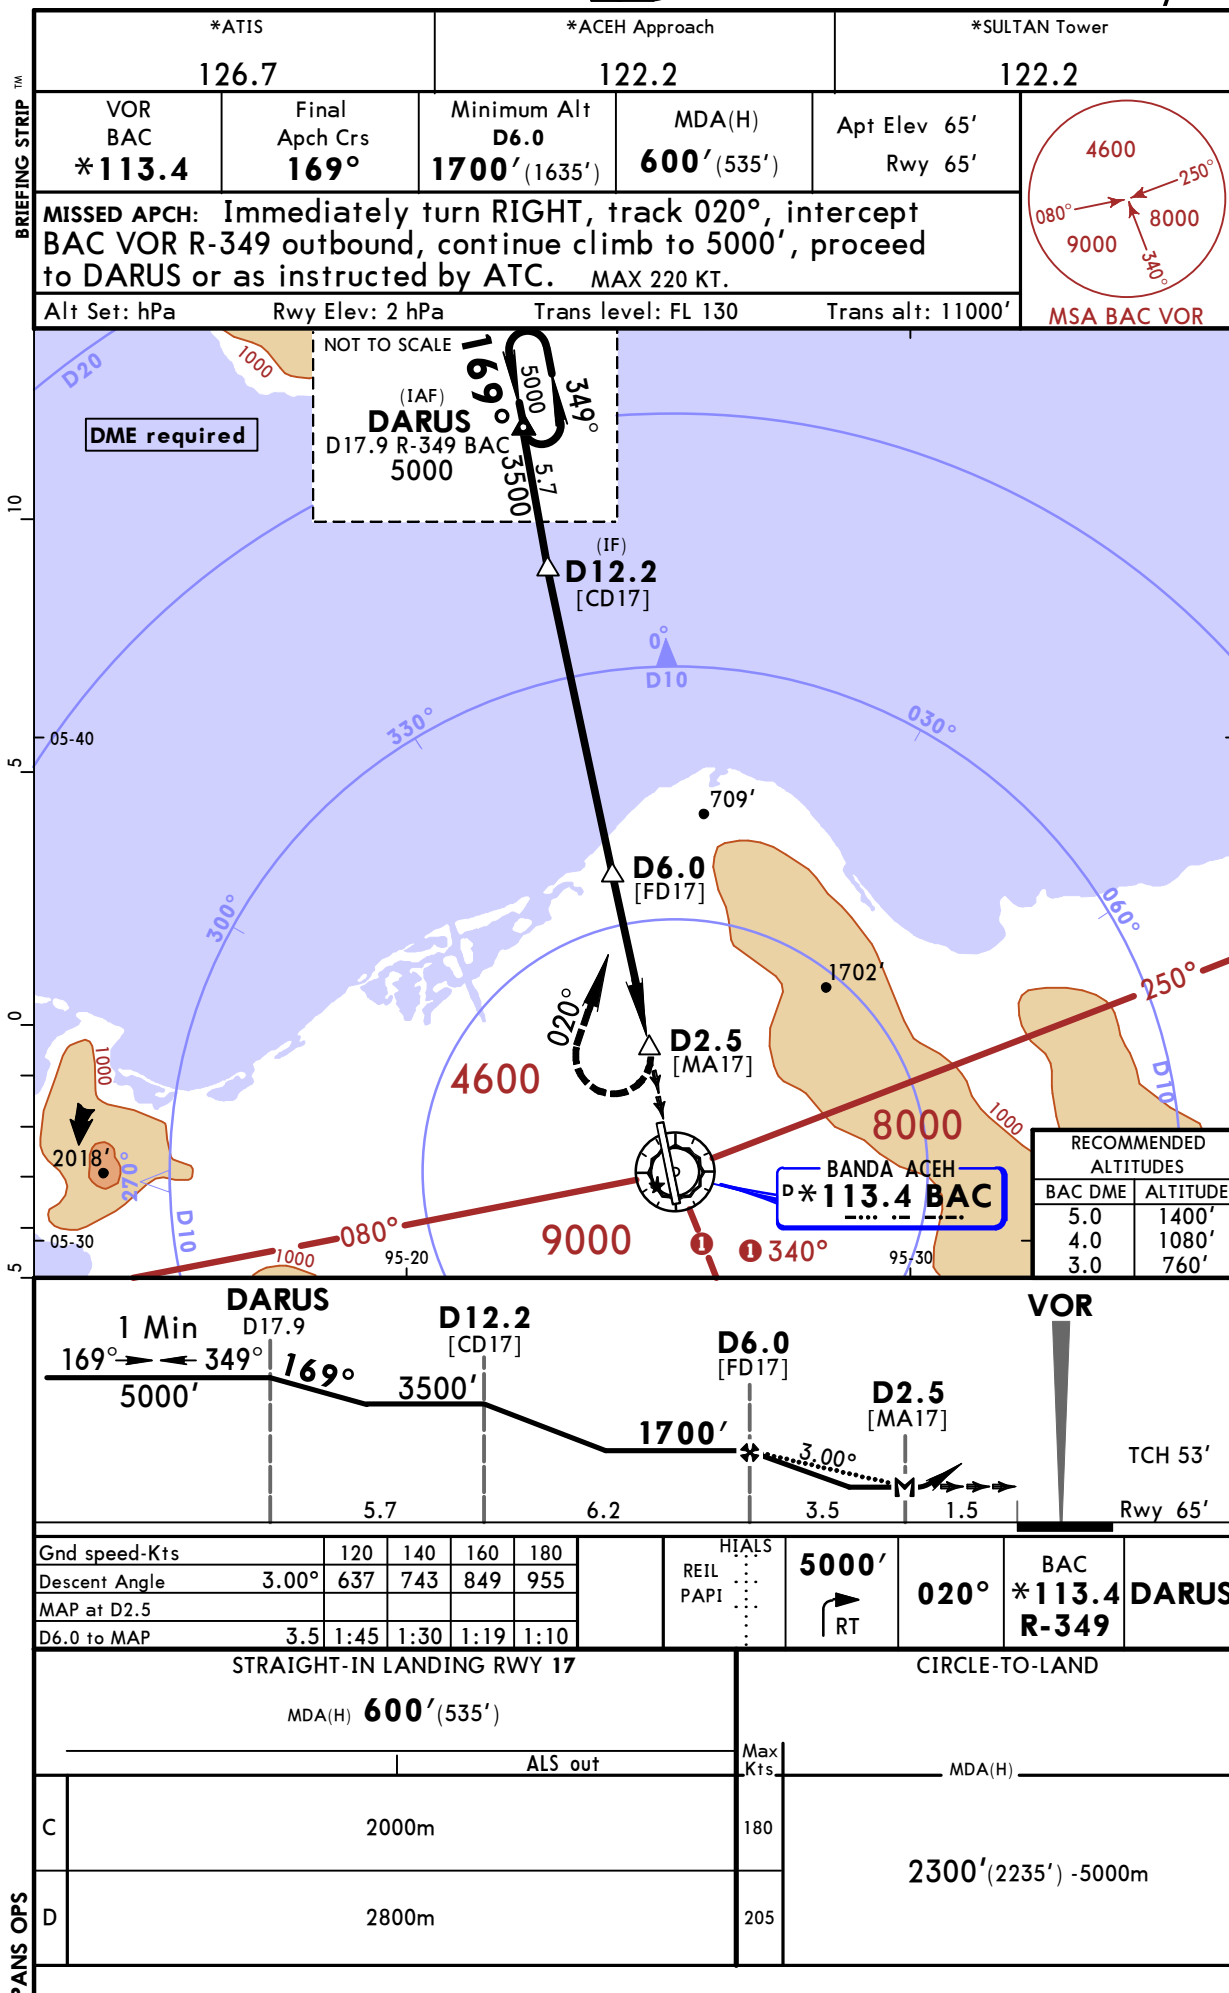 BRIEFING STRIP TM
*ATIS
126.7
*ACEH Approach
122.2
*SULTAN Tower
122.2
VOR
BAC
*113.4
Final
Apch Crs
169°
Minimum Alt
D6.0
1700'(1635')
MDA(H)
600'(535')
Apt Elev 65'
Rwy 65'
MISSED APCH: Immediately turn RIGHT, track 020°, intercept
BAC VOR R-349 outbound, continue climb to 5000', proceed
to DARUS or as instructed by ATC. MAX 220 KT.
Alt Set: hPa Rwy Elev: 2 hPa Trans level: FL 130 Trans alt: 11000'
4600
250°
080°
8000
9000
340°
MSA BAC VOR
D20
1000
NOT TO SCALE
169°
5000
349°
(IAF)
DARUS
D17.9 R-349 BAC
5000
3500
5.7
DME required
10
(IF)
D12.2
[CD17]
0°
D10
330°
030°
05-40
5
709'
D6.0
[FD17]
300°
060°
1702'
250°
020°
0
D2.5
[MA17]
1000
4600
D10
8000
1000
2018'
270°
BANDA ACEH
D *113.4 BAC
D10
080°
9000
1
1 340°
05-30
1000
95-20
95-30
5
RECOMMENDED
ALTITUDES
BAC DME ALTITUDE
5.0 1400'
4.0 1080'
3.0 760'
DARUS
D17.9
1 Min
169° 349°
5000'
169°
3500'
D12.2
[CD17]
D6.0
[FD17]
1700'
3.00°
D2.5
[MA17]
VOR
TCH 53'
5.7
6.2
3.5
1.5
Rwy 65'
Gnd speed-Kts 120 140 160 180
Descent Angle 3.00° 637 743 849 955
MAP at D2.5
D6.0 to MAP 3.5 1:45 1:30 1:19 1:10
HIALS
REIL
PAPI
5000'
RT
020°
BAC
*113.4
R-349
DARUS
STRAIGHT-IN LANDING RWY 17
MDA(H) 600'(535')
ALS out
C
2000m
D
2800m
CIRCLE-TO-LAND
Max
Kts
MDA(H)
180
205
2300'(2235') -5000m
PANS OPS